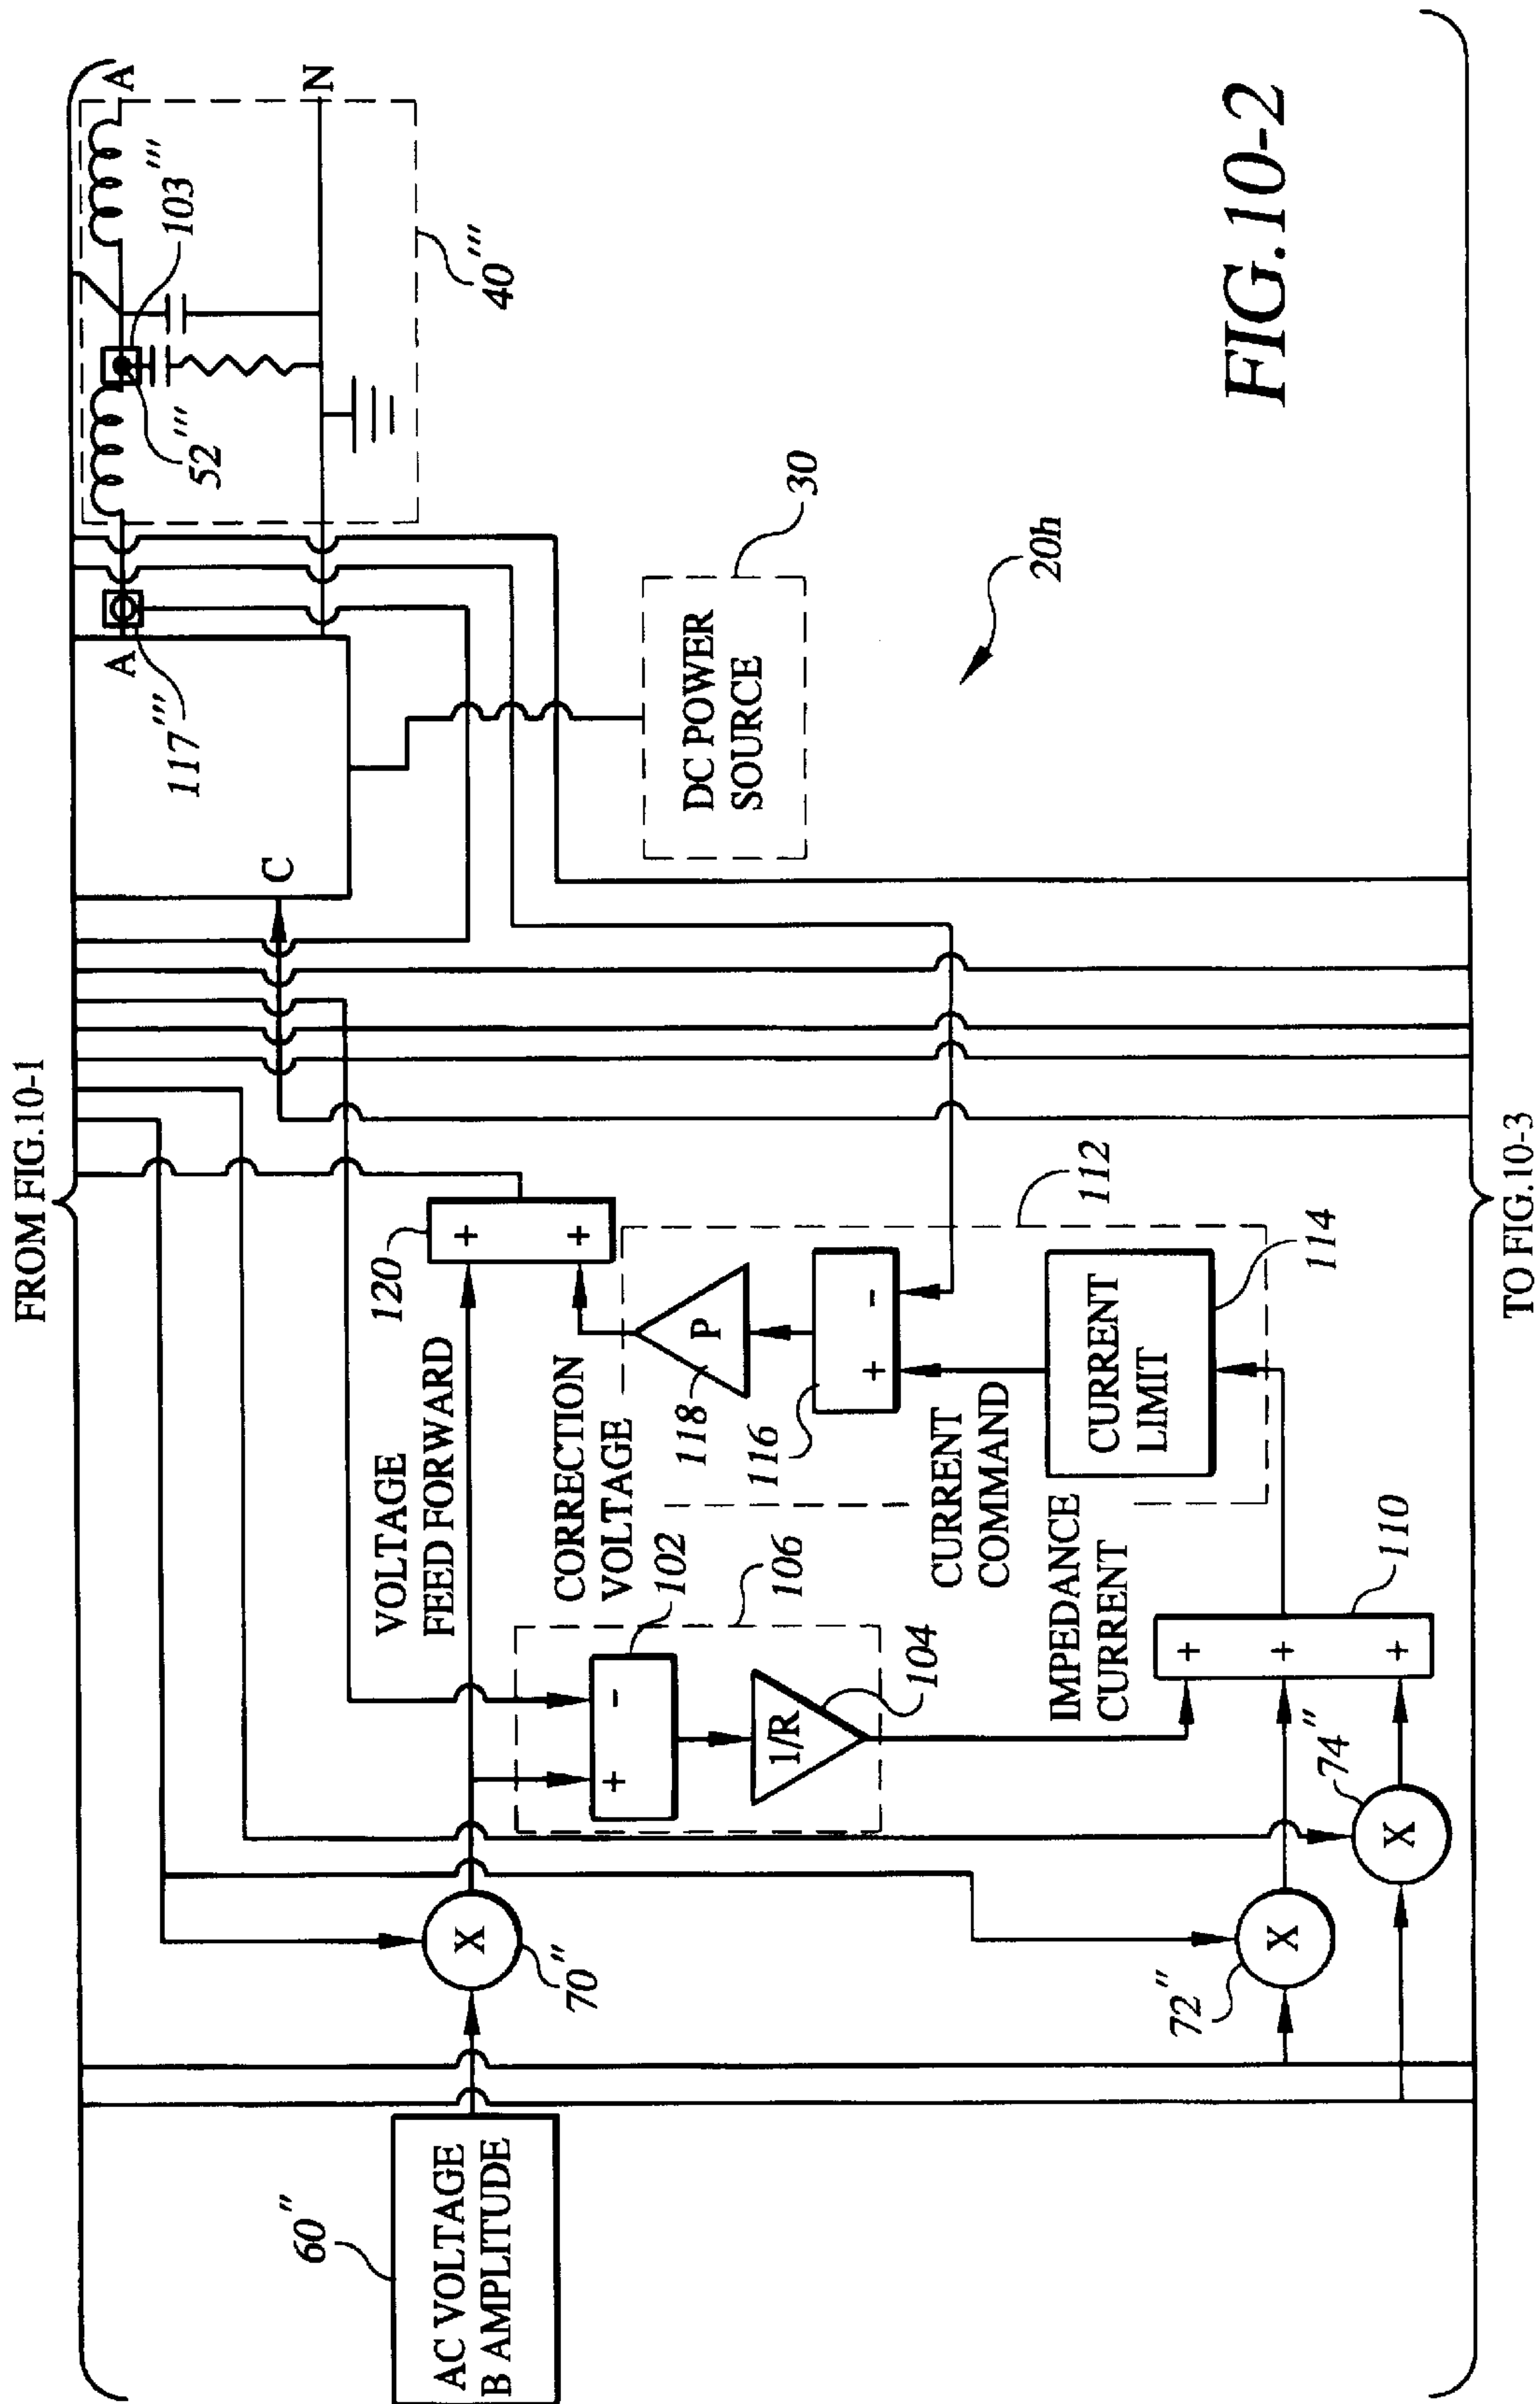 FROM FIG.10-1
A
N
103'''
52'''
40'''
A
117'''
C
DC POWER
SOURCE
30
20h
FIG.10-2
120
+
+
VOLTAGE
FEED FORWARD
CORRECTION
VOLTAGE
P
118
112
+
-
116
CURRENT
COMMAND
CURRENT
LIMIT
114
102
106
+
-
1/R
104
IMPEDANCE
CURRENT
110
+
+
+
74''
X
X
70''
X
72''
60''
AC VOLTAGE
B AMPLITUDE
TO FIG.10-3